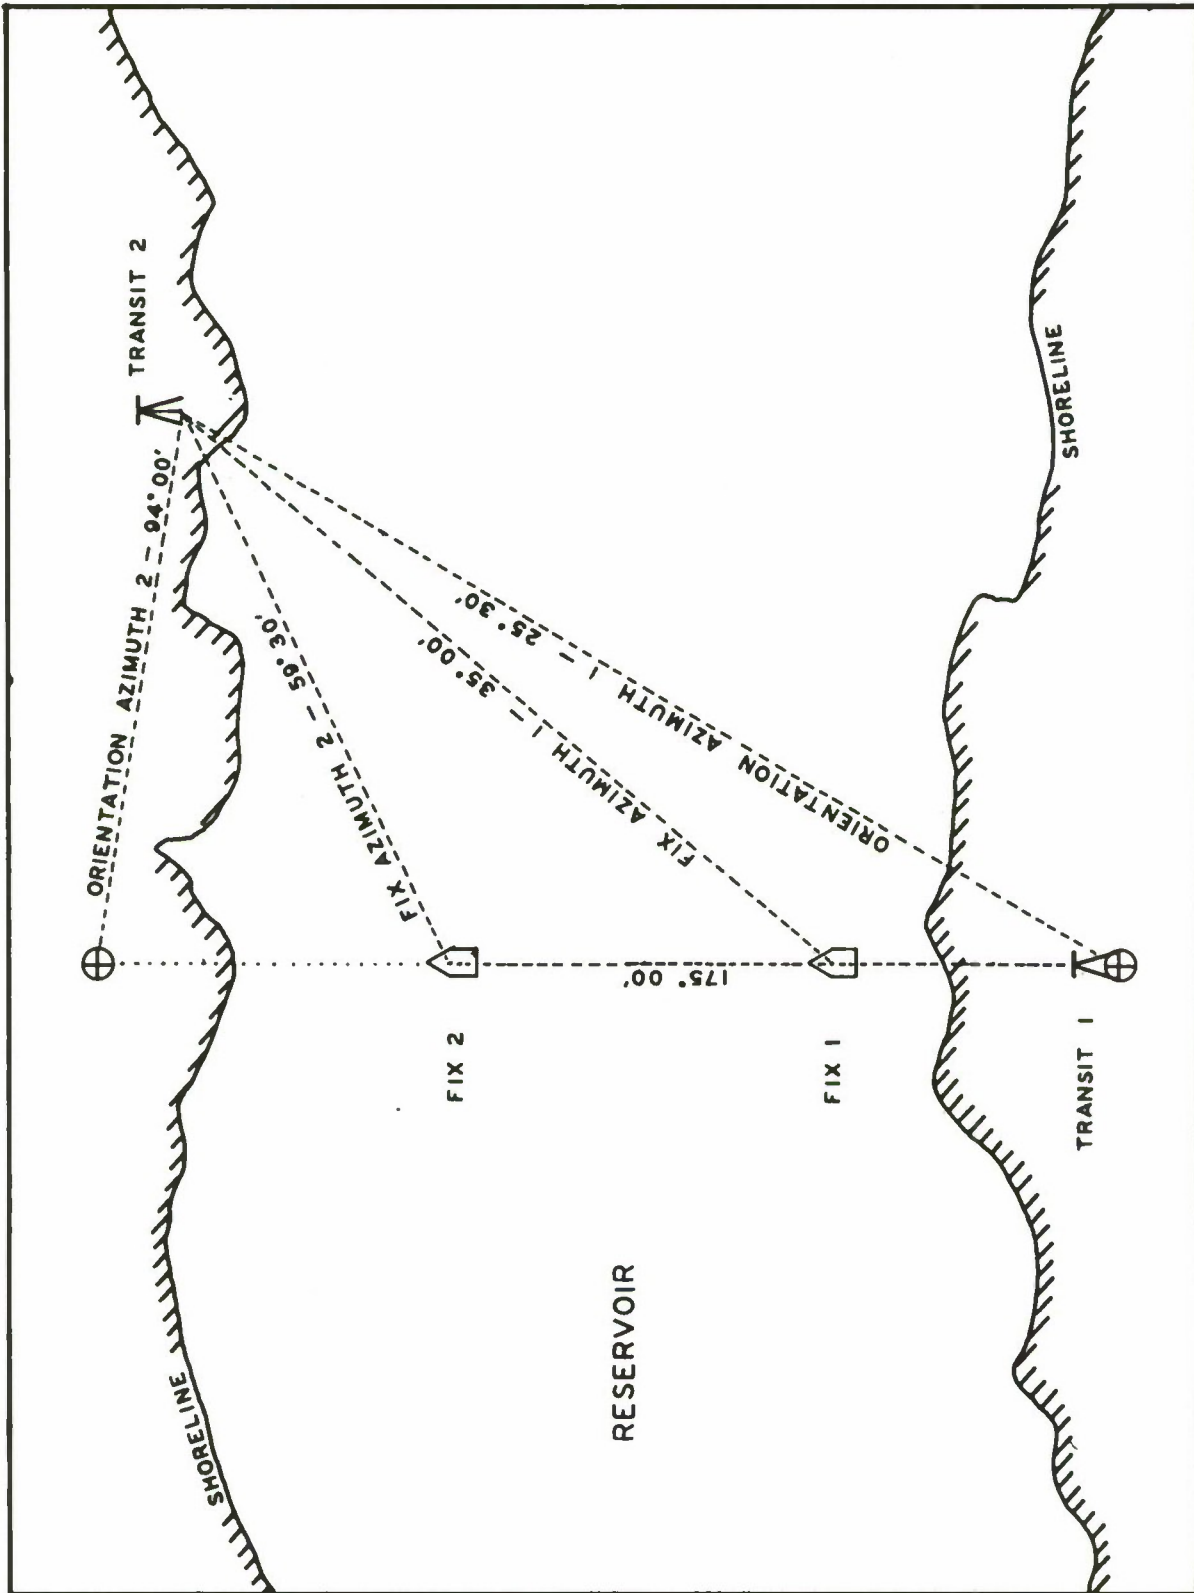 TRANSIT 2
ORIENTATION AZIMUTH 2 — 94° 00'
FIX AZIMUTH 2 — 59° 30'
FIX AZIMUTH 1 — 35° 00'
ORIENTATION AZIMUTH 1 — 25° 30'
SHORELINE
175° 00'
FIX 2
FIX 1
TRANSIT 1
RESERVOIR
SHORELINE